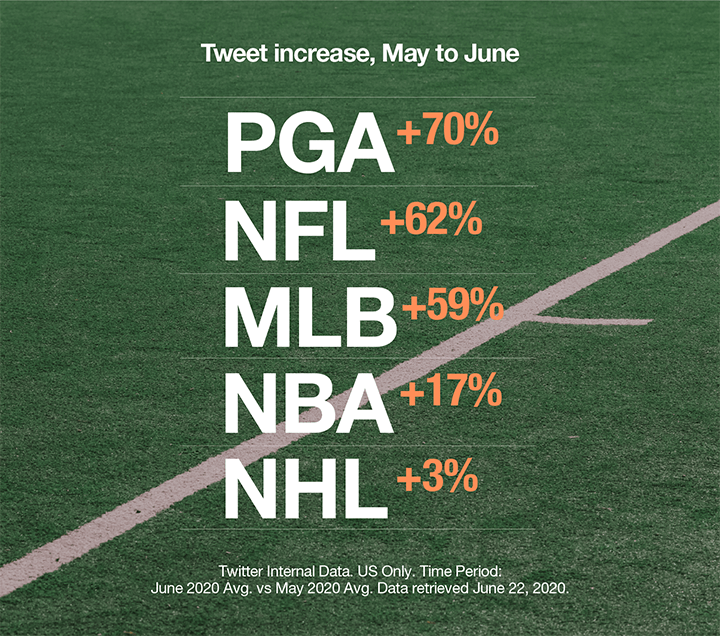 Tweet increase, May to June
PGA +70%
NFL +62%
MLB +59%
NBA +17%
NHL +3%
Twitter Internal Data. US Only. Time Period:
June 2020 Avg. vs May 2020 Avg. Data retrieved June 22, 2020.